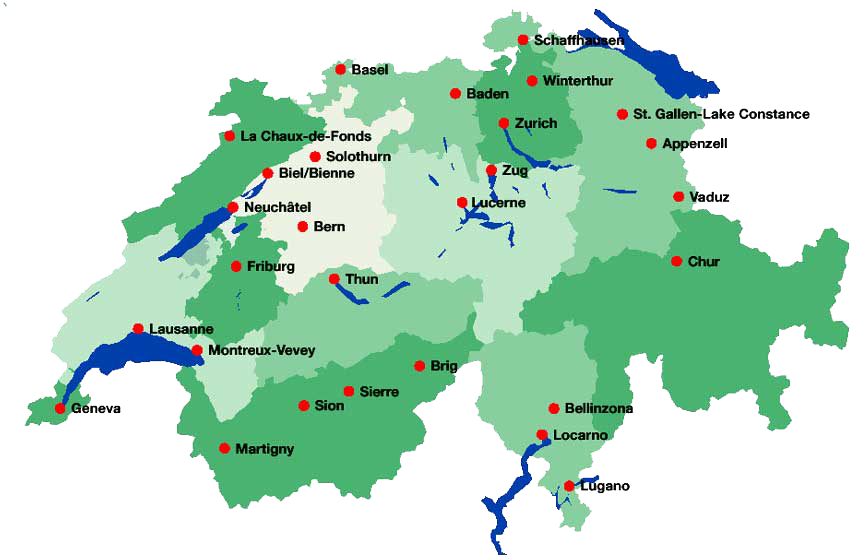 Schaffhausen
Basel
Winterthur
Baden
St. Gallen-Lake Constance
Zurich
La Chaux-de-Fonds
Appenzell
Solothurn
Zug
Biel/Bienne
Vaduz
Lucerne
Neuchâtel
Bern
Chur
Friburg
Thun
Lausanne
Montreux-Vevey
Brig
Sierre
Sion
Geneva
Bellinzona
Locarno
Martigny
Lugano